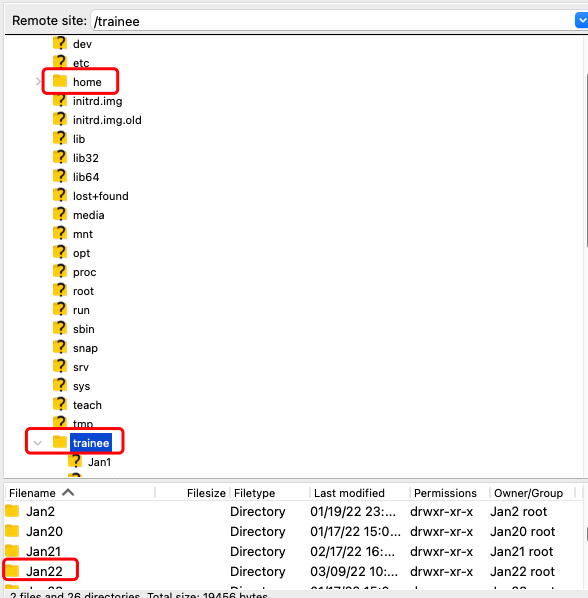 Remote site: /trainee
dev
etc
home
initrd.img
initrd.img.old
lib
lib32
lib64
lost+found
media
mnt
opt
proc
root
run
sbin
snap
srv
sys
teach
tmp
trainee
Jan1
Filename Filesize Filetype Last modified Permissions Owner/Group
Jan2 Directory 01/19/22 23:... drwxr-xr-x Jan2 root
Jan20 Directory 01/17/22 15:0... drwxr-xr-x Jan20 root
Jan21 Directory 02/17/22 16:... drwxr-xr-x Jan21 root
Jan22 Directory 03/09/22 10:... drwxr-xr-x Jan22 root
2 files and 26 directories. Total size: 19456 bytes